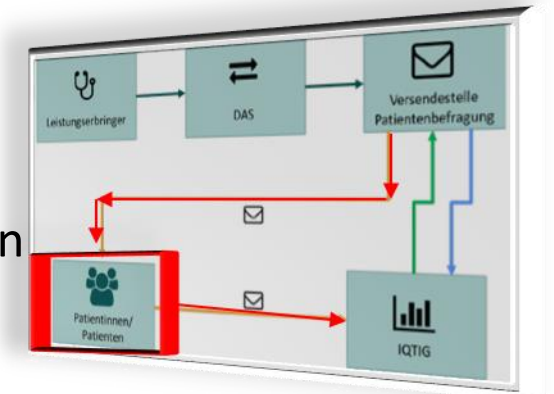 Leistungserbringer
DAS
Versendestelle
Patientenbefragung
n
Patientinnen/
Patienten
IQTIG